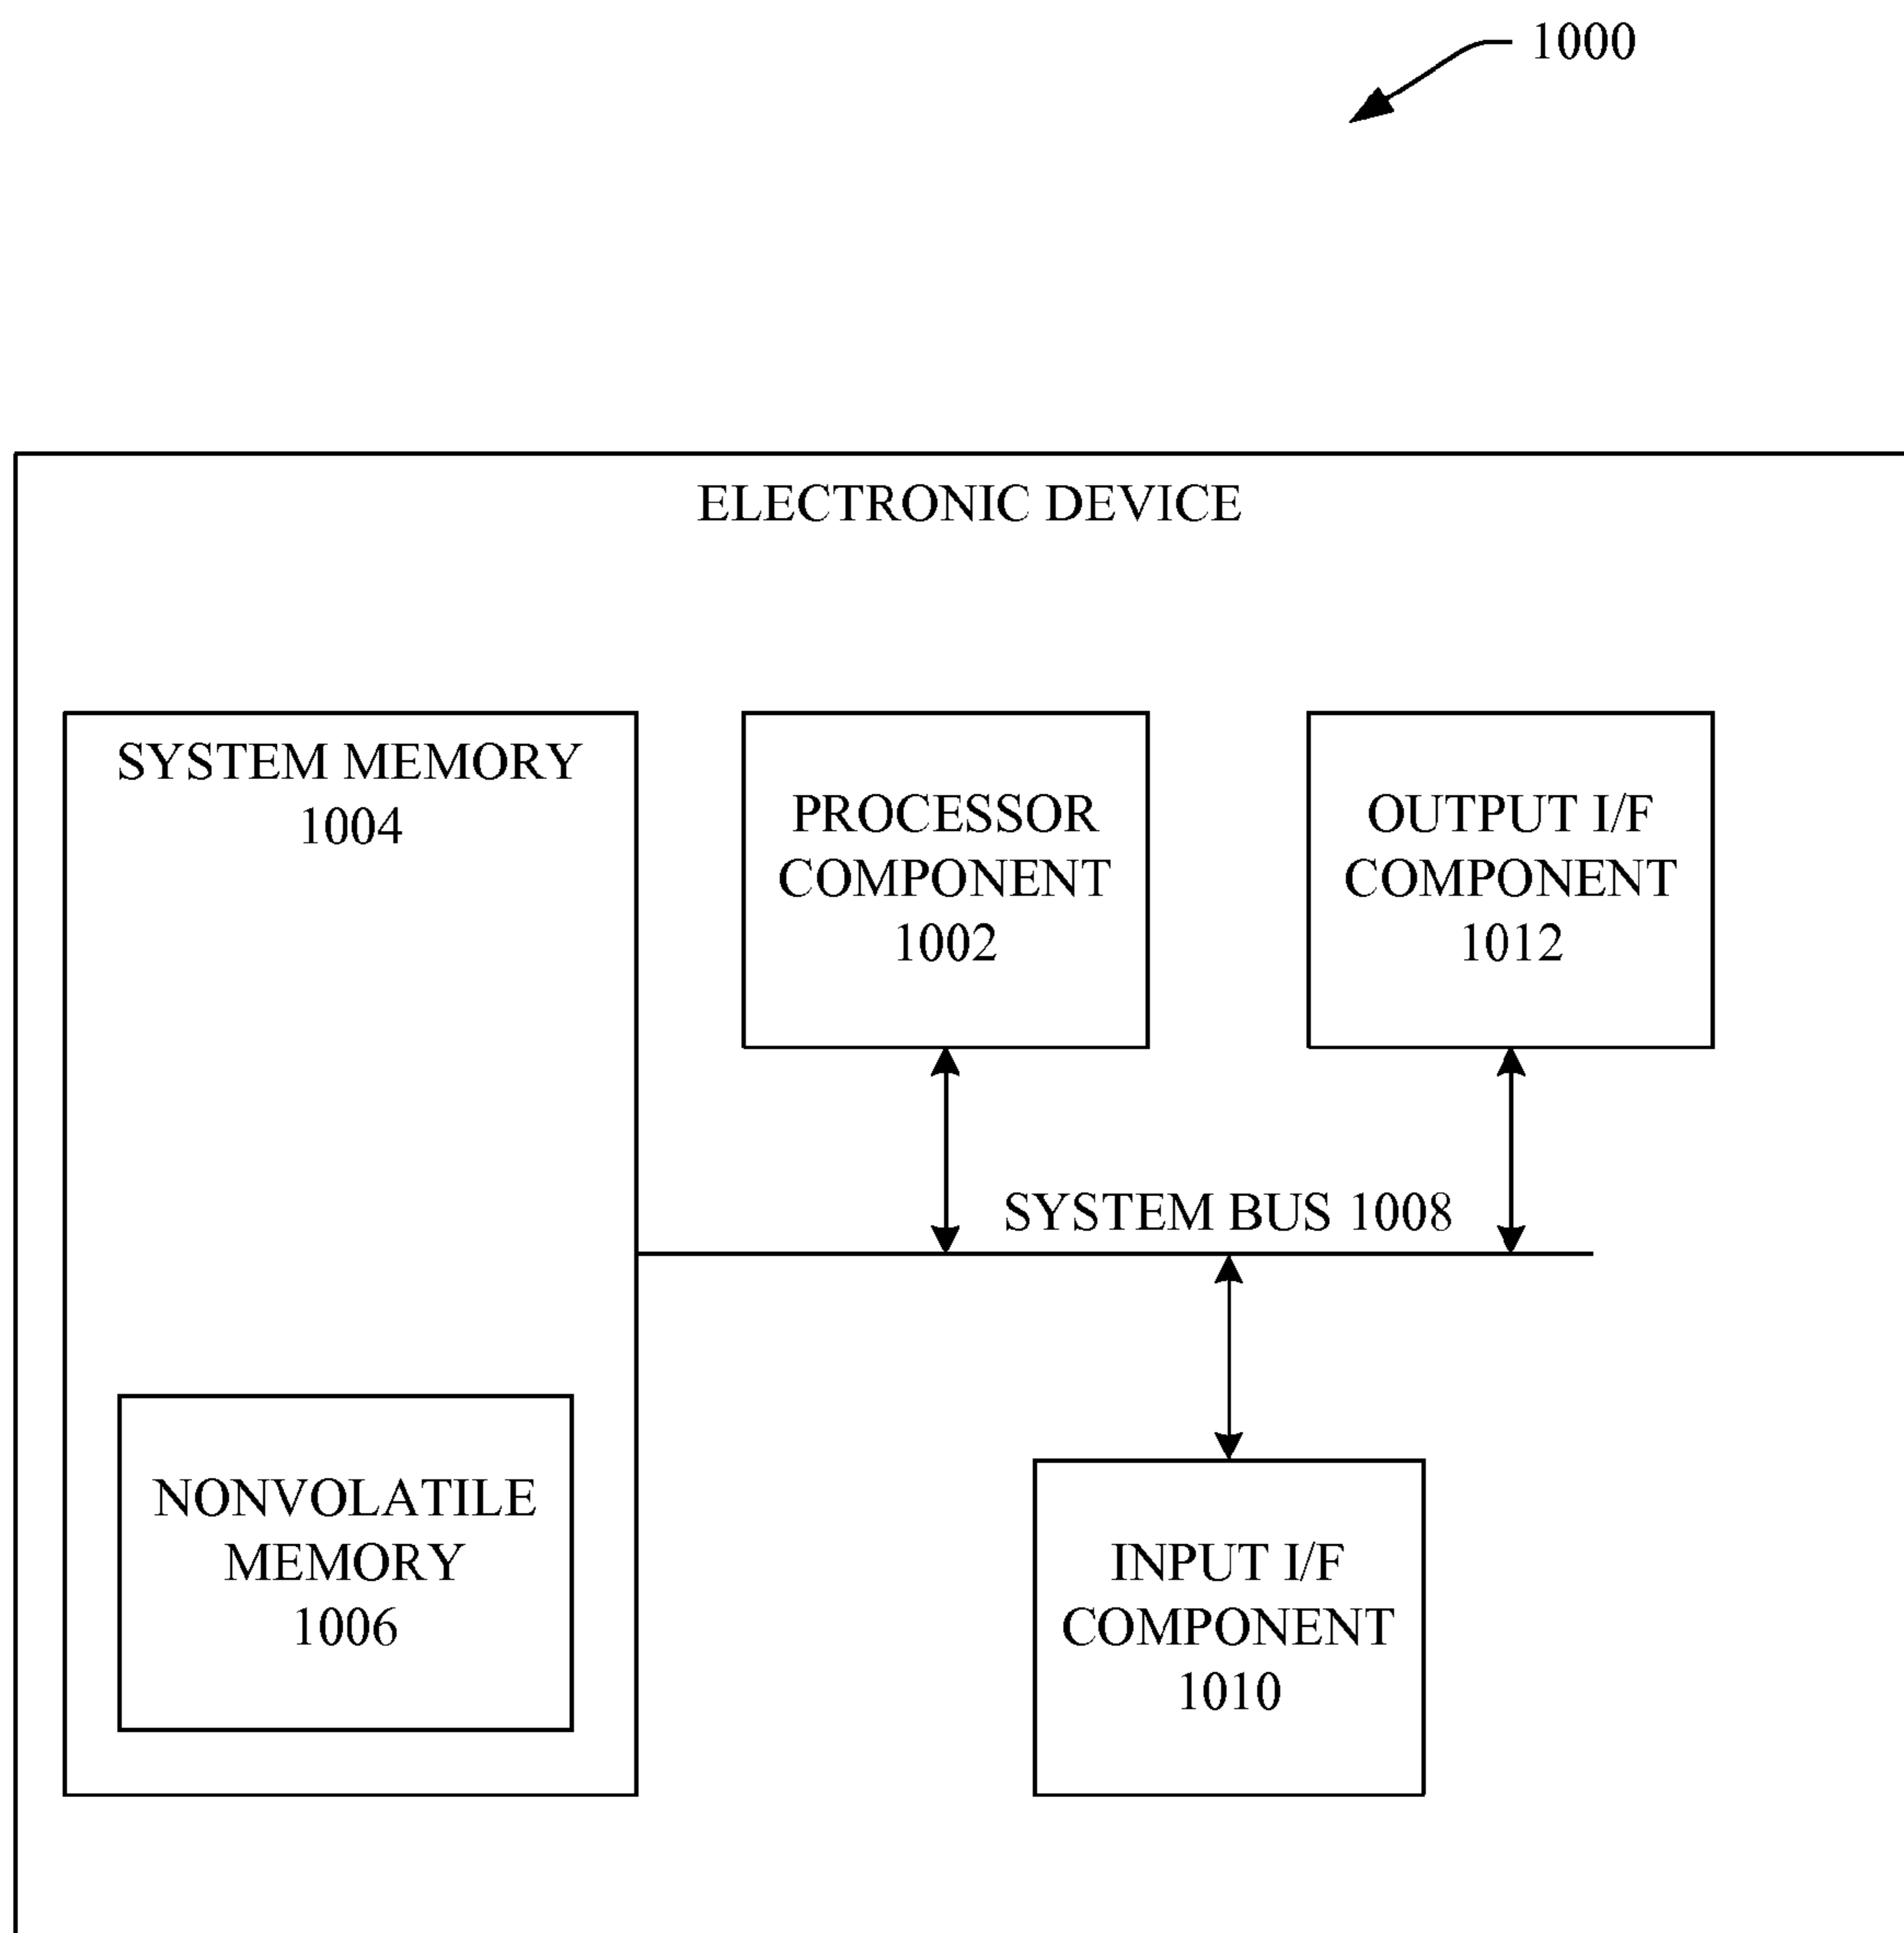 1000
ELECTRONIC DEVICE
SYSTEM MEMORY
1004
PROCESSOR
COMPONENT
1002
OUTPUT I/F
COMPONENT
1012
SYSTEM BUS 1008
NONVOLATILE
MEMORY
1006
INPUT I/F
COMPONENT
1010